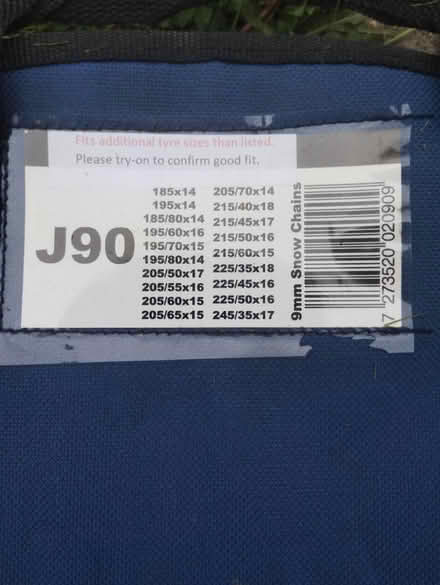 Fits additional tyre sizes than listed.
Please try-on to confirm good fit.
J90
185x14
195x14
185/80x14
195/60x16
195/70x15
195/80x14
205/50x17
205/55x16
205/60x15
205/65x15
205/70x14
215/40x18
215/45x17
215/50x16
215/60x15
225/35x18
225/45x16
225/50x16
245/35x17
9mm Snow Chains
7 273520 020909